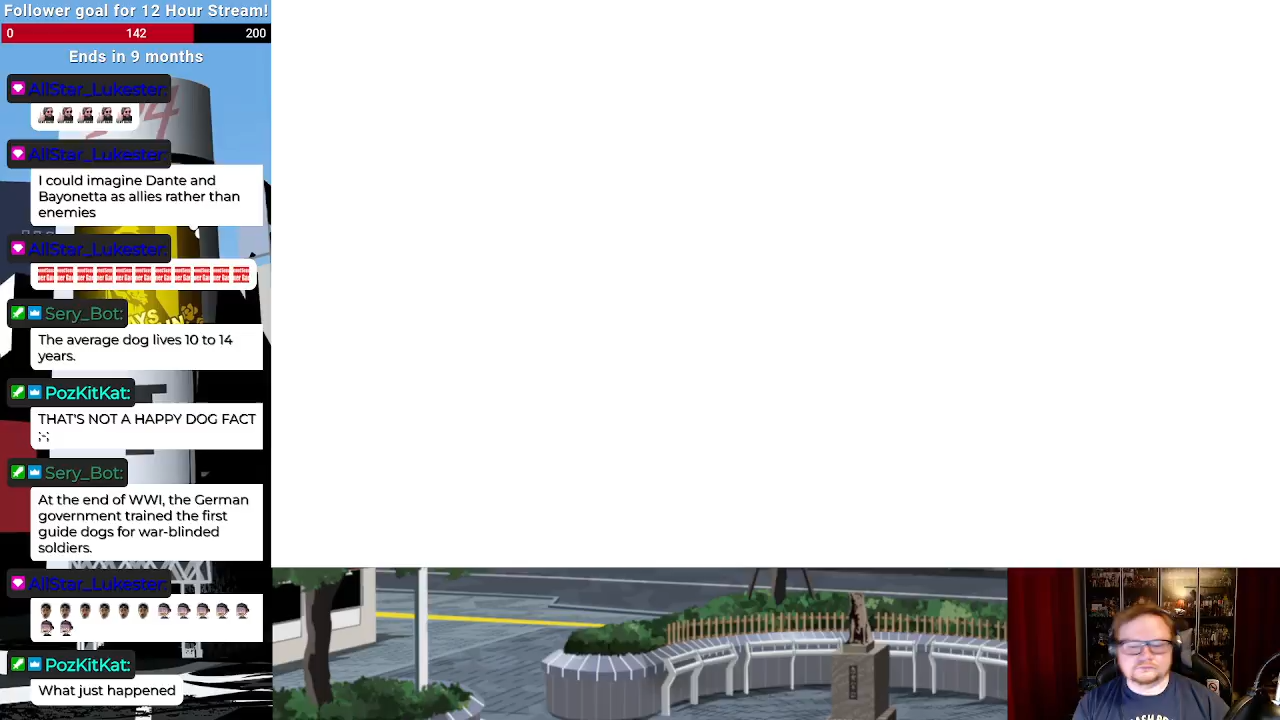 Follower goal for 12 Hour Stream!
0 142 200
Ends in 9 months
AllStar_Lukester:
AllStar_Lukester:
I could imagine Dante and
Bayonetta as allies rather than
enemies
AllStar_Lukester:
Sery_Bot:
The average dog lives 10 to 14
years.
PozKitKat:
THAT'S NOT A HAPPY DOG FACT
;-;
Sery_Bot:
At the end of WWI, the German
government trained the first
guide dogs for war-blinded
soldiers.
AllStar_Lukester:
PozKitKat:
What just happened